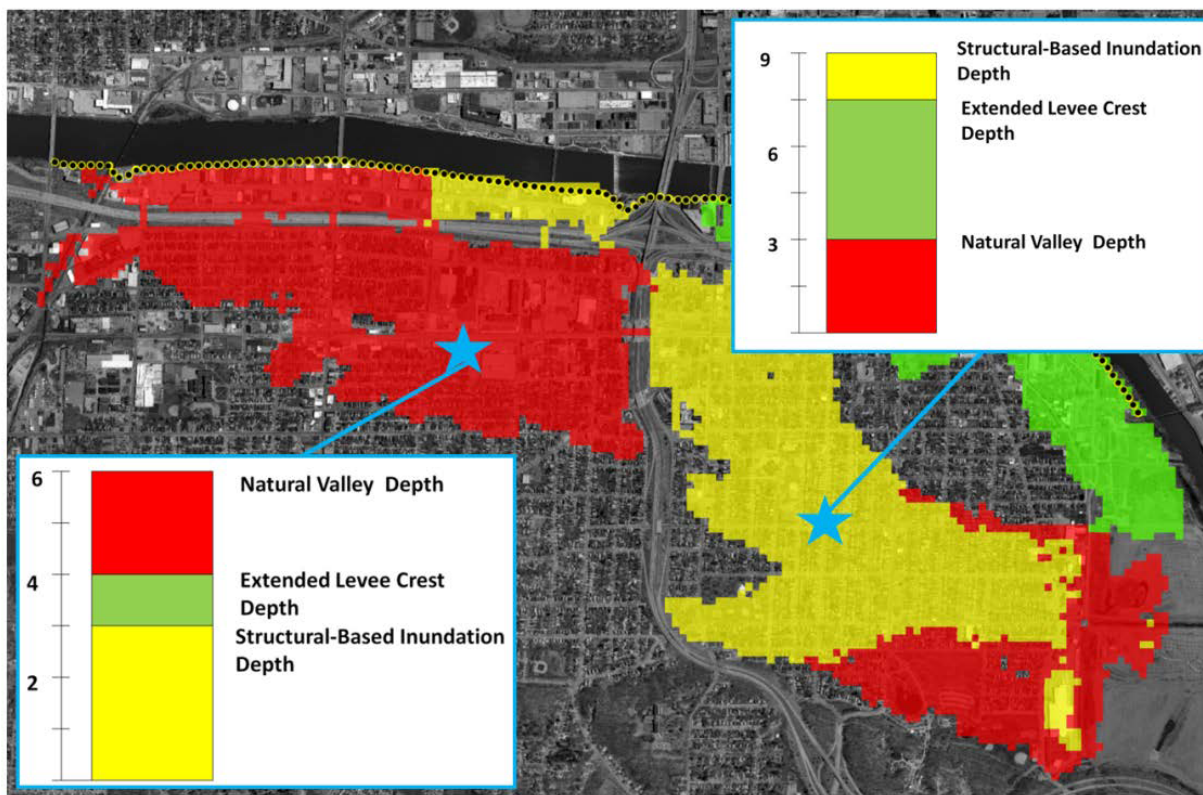 9
6
3
Structural-Based Inundation
Depth
Extended Levee Crest
Depth
Natural Valley Depth
6
4
2
Natural Valley Depth
Extended Levee Crest
Depth
Structural-Based Inundation
Depth